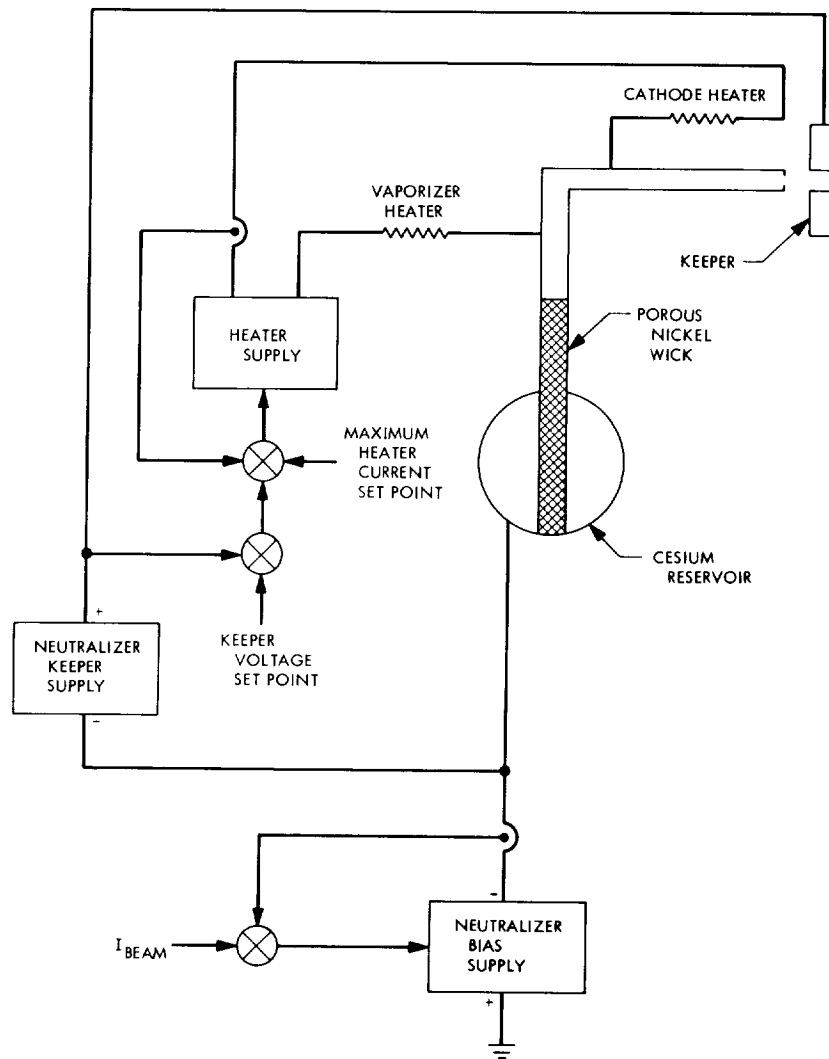 CATHODE HEATER
VAPORIZER
HEATER
KEEPER
HEATER
SUPPLY
POROUS
NICKEL
WICK
MAXIMUM
HEATER
CURRENT
SET POINT
CESIUM
RESERVOIR
+
NEUTRALIZER
KEEPER
SUPPLY
−
KEEPER
VOLTAGE
SET POINT
−
I BEAM
NEUTRALIZER
BIAS
SUPPLY
+